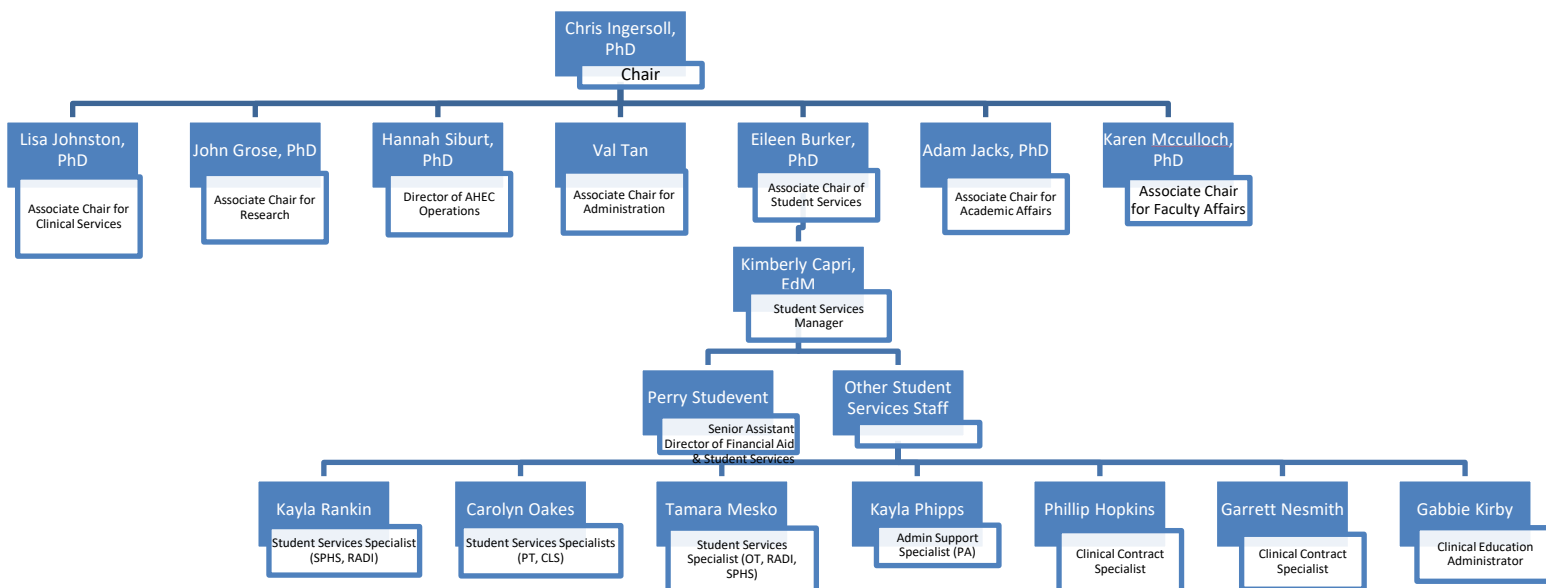 Chris Ingersoll,
PhD
Chair
Lisa Johnston,
PhD
Associate Chair for
Clinical Services
John Grose, PhD
Associate Chair for
Research
Hannah Siburt,
PhD
Director of AHEC
Operations
Val Tan
Associate Chair for
Administration
Eileen Burker,
PhD
Associate Chair of
Student Services
Adam Jacks, PhD
Associate Chair for
Academic Affairs
Karen Mcculloch,
PhD
Associate Chair
for Faculty Affairs
Kimberly Capri,
EdM
Student Services
Manager
Perry Studevent
Senior Assistant
Director of Financial Aid
& Student Services
Other Student
Services Staff
Kayla Rankin
Student Services Specialist
(SPHS, RADI)
Carolyn Oakes
Student Services Specialists
(PT, CLS)
Tamara Mesko
Student Services
Specialist (OT, RADI,
SPHS)
Kayla Phipps
Admin Support
Specialist (PA)
Phillip Hopkins
Clinical Contract
Specialist
Garrett Nesmith
Clinical Contract
Specialist
Gabbie Kirby
Clinical Education
Administrator